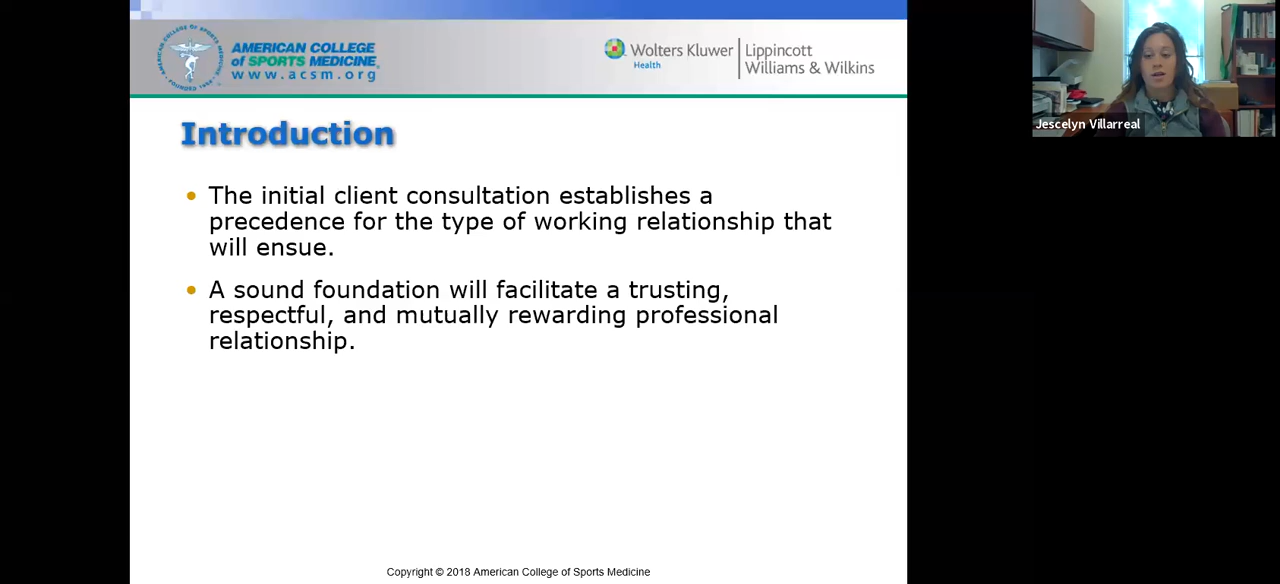 AMERICAN COLLEGE
of SPORTS MEDICINE
www.acsm.org
Wolters Kluwer
Health
Lippincott
Williams & Wilkins
Jescelyn Villarreal
Introduction
• The initial client consultation establishes a
precedence for the type of working relationship that
will ensue.
• A sound foundation will facilitate a trusting,
respectful, and mutually rewarding professional
relationship.
Copyright © 2018 American College of Sports Medicine